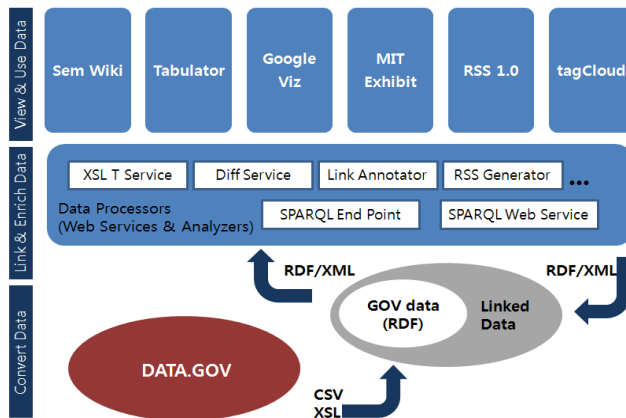 View & Use Data
Sem Wiki
Tabulator
Google
Viz
MIT
Exhibit
RSS 1.0
tagCloud
Link & Enrich Data
XSL T Service
Diff Service
Link Annotator
RSS Generator
...
Data Processors
(Web Services & Analyzers)
SPARQL End Point
SPARQL Web Service
RDF/XML
RDF/XML
Convert Data
GOV data
(RDF)
Linked
Data
DATA.GOV
CSV
XSL